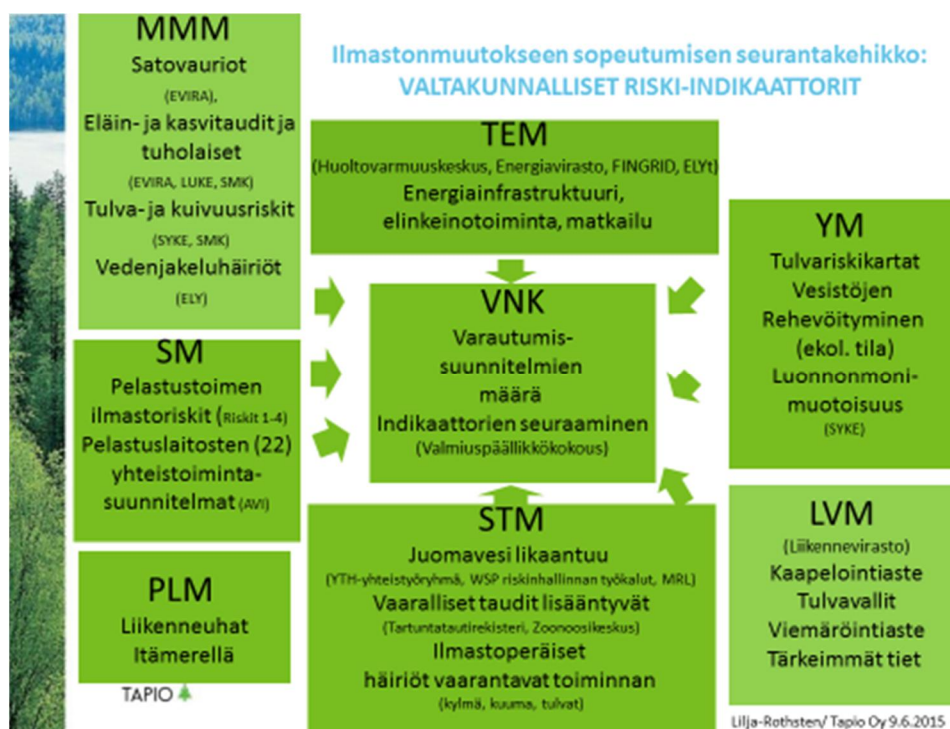 Ilmastonmuutokseen sopeutumisen seurantakehikko:
VALTAKUNNALLISET RISKI-INDIKAATTORIT
MMM
Satovauriot
(EVIRA),
Eläin- ja kasvitaudit ja
tuholaiset
(EVIRA, LUKE, SMK)
Tulva- ja kuivuusriskit
(SYKE, SMK)
Vedenjakeluhäiriöt
(ELY)
SM
Pelastustoimen
ilmastoriskit (Riskit 1-4)
Pelastuslaitosten (22)
yhteistoiminta-
suunnitelmat (AVI)
PLM
Liikenneuhat
Itämerellä
TAPIO
TEM
(Huoltovarmuuskeskus, Energiavirasto, FINGRID, ELYt)
Energiainfrastruktuuri,
elinkeinotoiminta, matkailu
VNK
Varautumis-
suunnitelmien
määrä
Indikaattorien seuraaminen
(Valmiuspäällikkökokous)
STM
Juomavesi likaantuu
(YTH-yhteistyöryhmä, WSP riskinhallinnan työkalut, MRL)
Vaaralliset taudit lisääntyvät
(Tartuntatautirekisteri, Zoonoosikeskus)
Ilmastoperäiset
häiriöt vaarantavat toiminnan
(kylmä, kuuma, tulvat)
YM
Tulvariskikartat
Vesistöjen
Rehevöityminen
(ekol. tila)
Luonnonmoni-
muotoisuus
(SYKE)
LVM
(Liikennevirasto)
Kaapelointiaste
Tulvavallit
Viemäröintiaste
Tärkeimmät tiet
Lilja-Rothsten/ Tapio Oy 9.6.2015